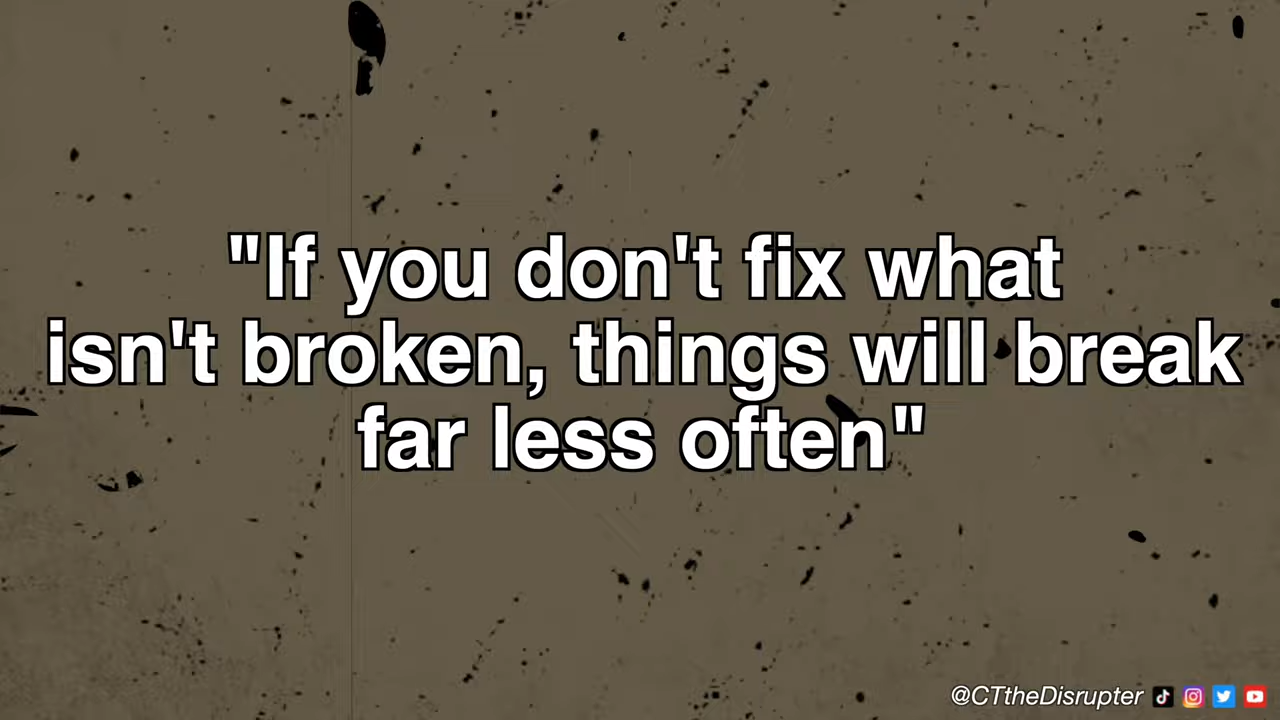 "If you don't fix what
isn't broken, things will break
far less often"
@CTtheDisrupter